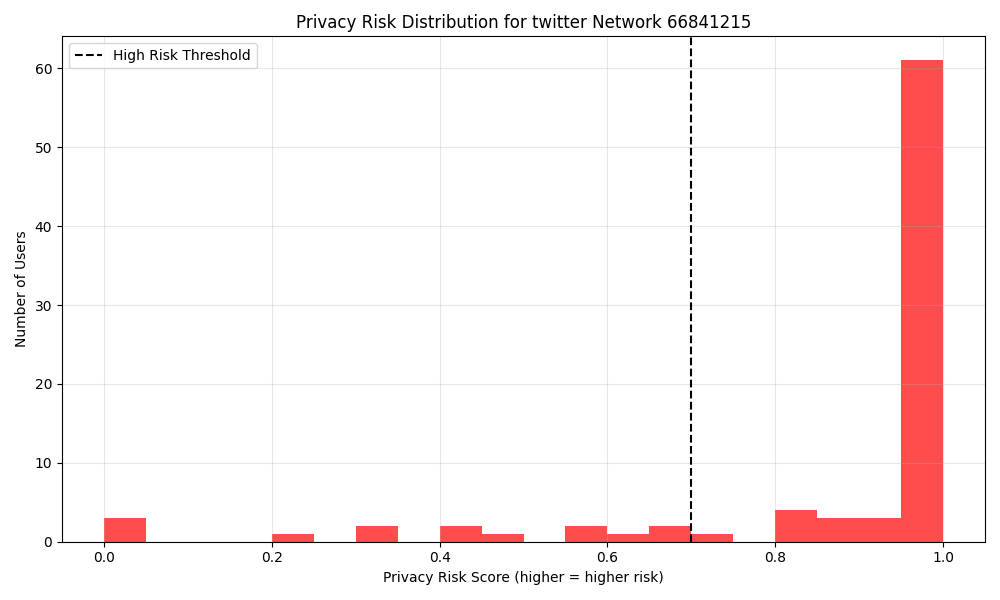 Privacy Risk Distribution for twitter Network 66841215
High Risk Threshold
Number of Users
60
50
40
30
20
10
0
0.0 0.2 0.4 0.6 0.8 1.0
Privacy Risk Score (higher = higher risk)